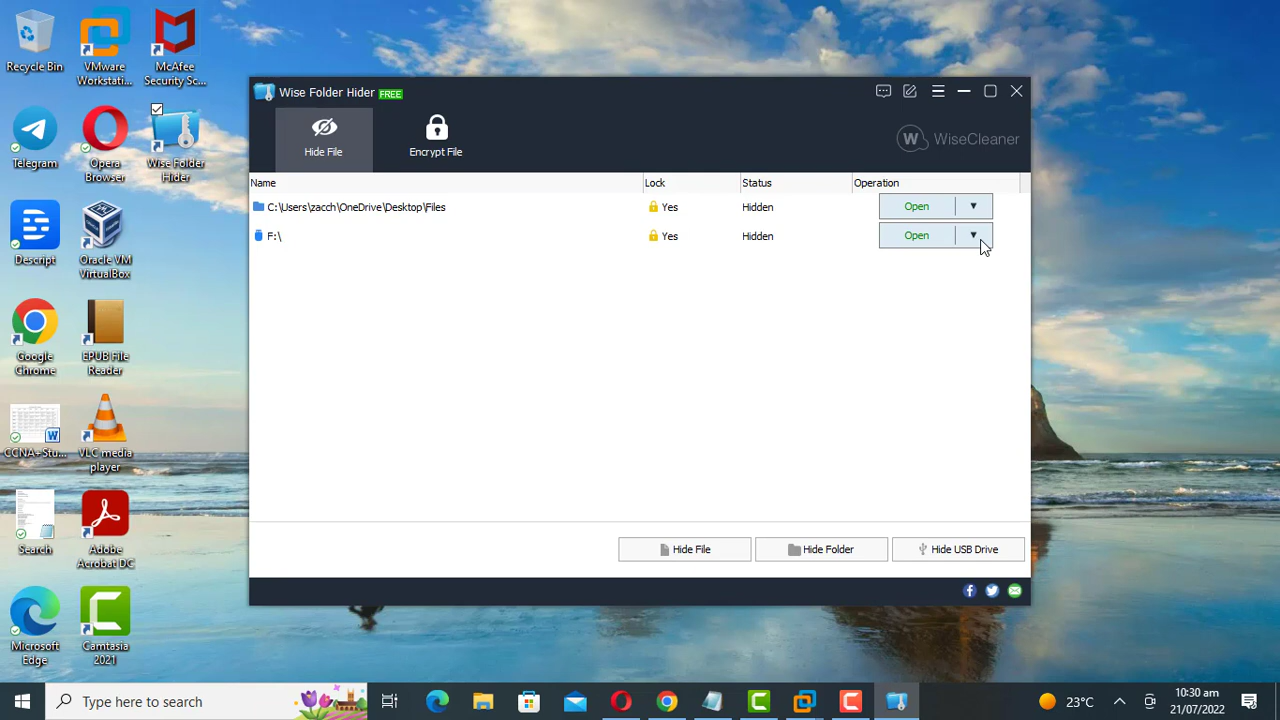 Recycle Bin
VMware
Workstati...
McAfee
Security Sc...
Telegram
Opera
Browser
Wise Folder
Hider
Descript
Oracle VM
VirtualBox
Google
Chrome
EPUB File
Reader
CCNA+Stu...
VLC media
player
Search
Adobe
Acrobat DC
Microsoft
Edge
Camtasia
2021
Wise Folder Hider FREE
Hide File
Encrypt File
W WiseCleaner
Name Lock Status Operation
C:\Users\zacch\OneDrive\Desktop\Files Yes Hidden Open
F:\ Yes Hidden Open
Hide File Hide Folder Hide USB Drive
Type here to search
23°C
10:30 am
21/07/2022